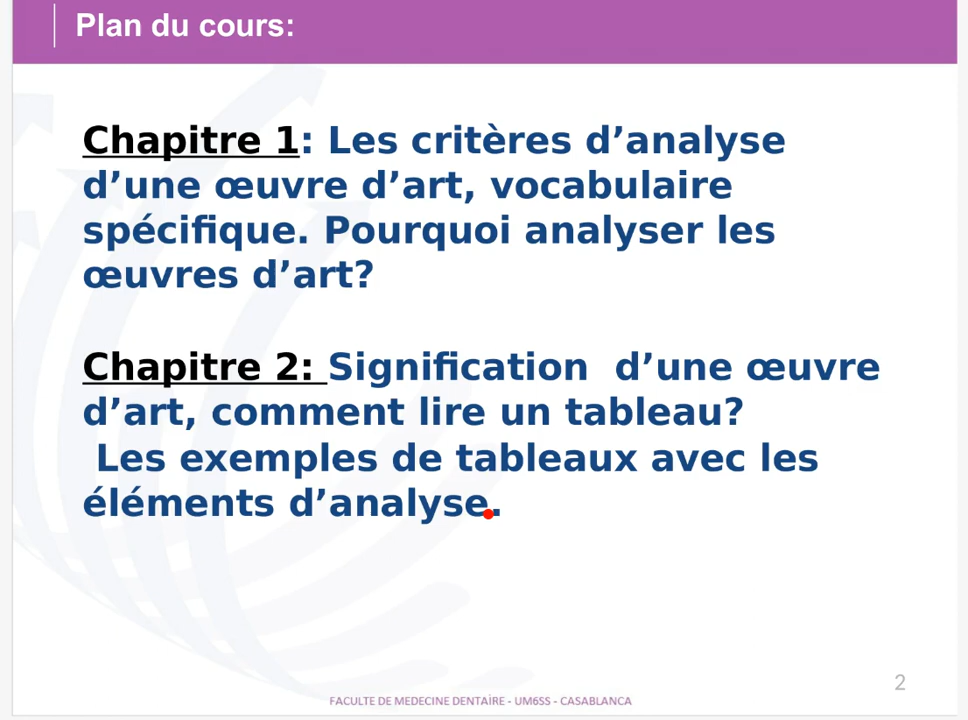 Plan du cours:
Chapitre 1: Les critères d’analyse
d’une œuvre d’art, vocabulaire
spécifique. Pourquoi analyser les
œuvres d’art?
Chapitre 2: Signification d’une œuvre
d’art, comment lire un tableau?
Les exemples de tableaux avec les
éléments d’analyse.
2
FACULTE DE MEDECINE DENTAIRE - UM6SS - CASABLANCA